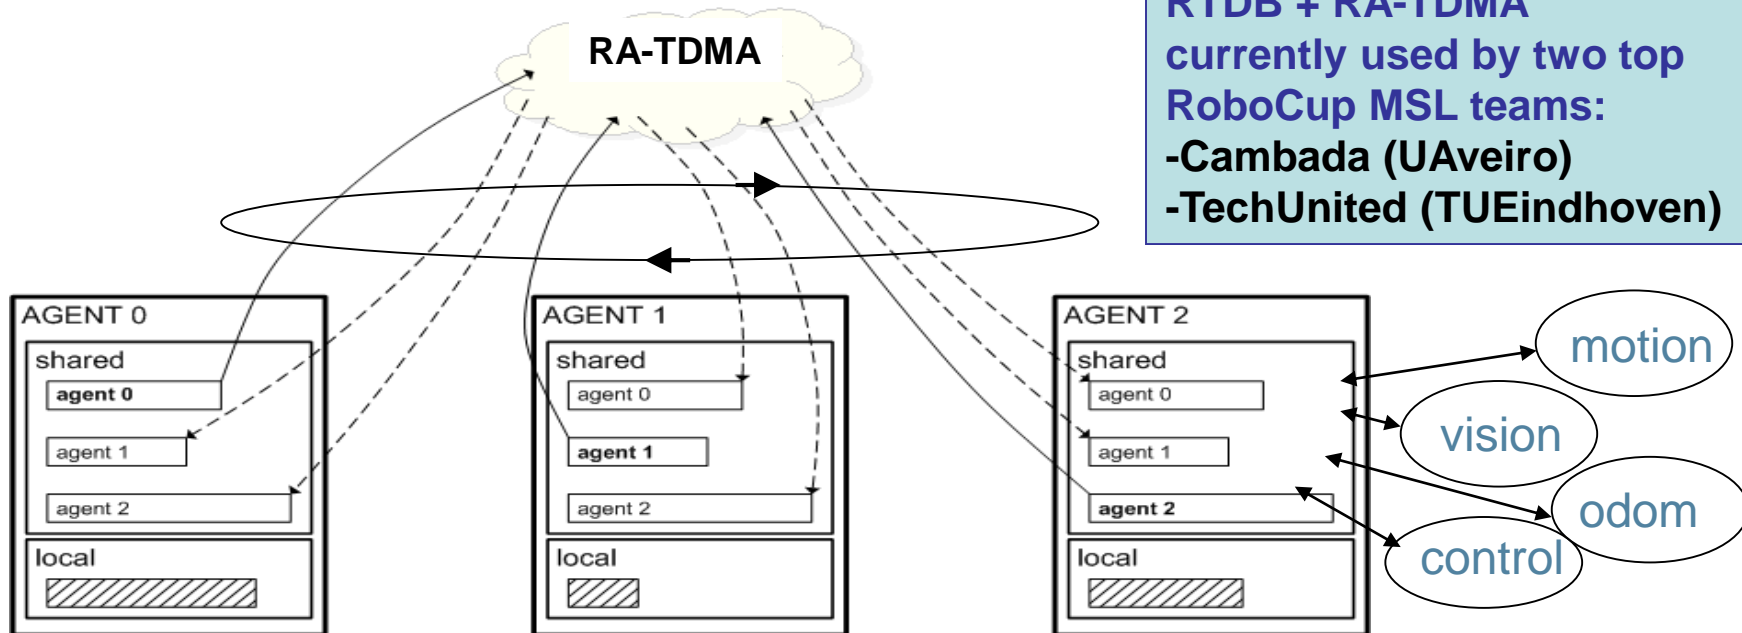 RTDB + RA-TDMA
currently used by two top
RoboCup MSL teams:
-Cambada (UAveiro)
-TechUnited (TUEindhoven)
RA-TDMA
AGENT 0
shared
agent 0
agent 1
agent 2
local
AGENT 1
shared
agent 0
agent 1
agent 2
local
AGENT 2
shared
agent 0
agent 1
agent 2
local
motion
vision
odom
control